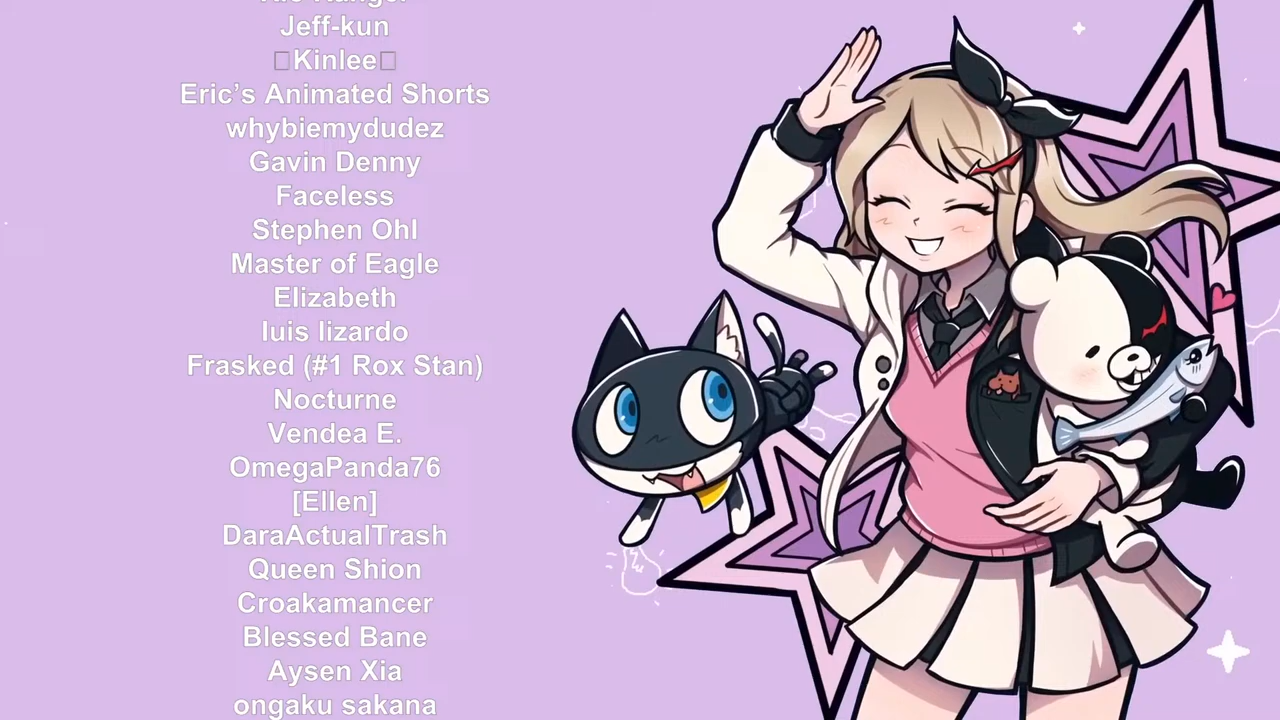 Jeff-kun
□Kinlee□
Eric’s Animated Shorts
whybiemydudez
Gavin Denny
Faceless
Stephen Ohl
Master of Eagle
Elizabeth
luis lizardo
Frasked (#1 Rox Stan)
Nocturne
Vendea E.
OmegaPanda76
[Ellen]
DaraActualTrash
Queen Shion
Croakamancer
Blessed Bane
Aysen Xia
ongaku sakana